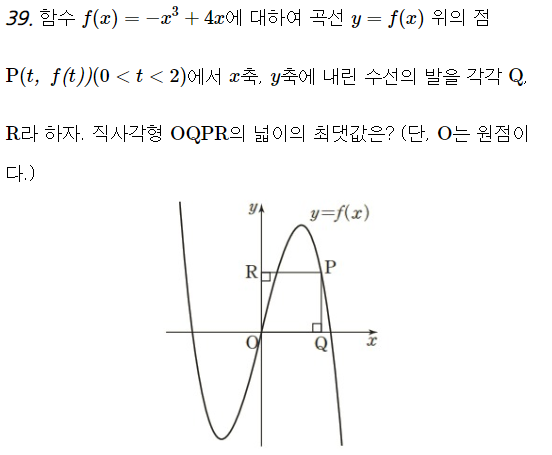 39. 함수 f(x) = −x³ + 4x에 대하여 곡선 y = f(x) 위의 점
P(t, f(t))(0 < t < 2)에서 x축, y축에 내린 수선의 발을 각각 Q,
R라 하자. 직사각형 OQPR의 넓이의 최댓값은? (단, O는 원점이
다.)
y y=f(x)
R P
O Q x